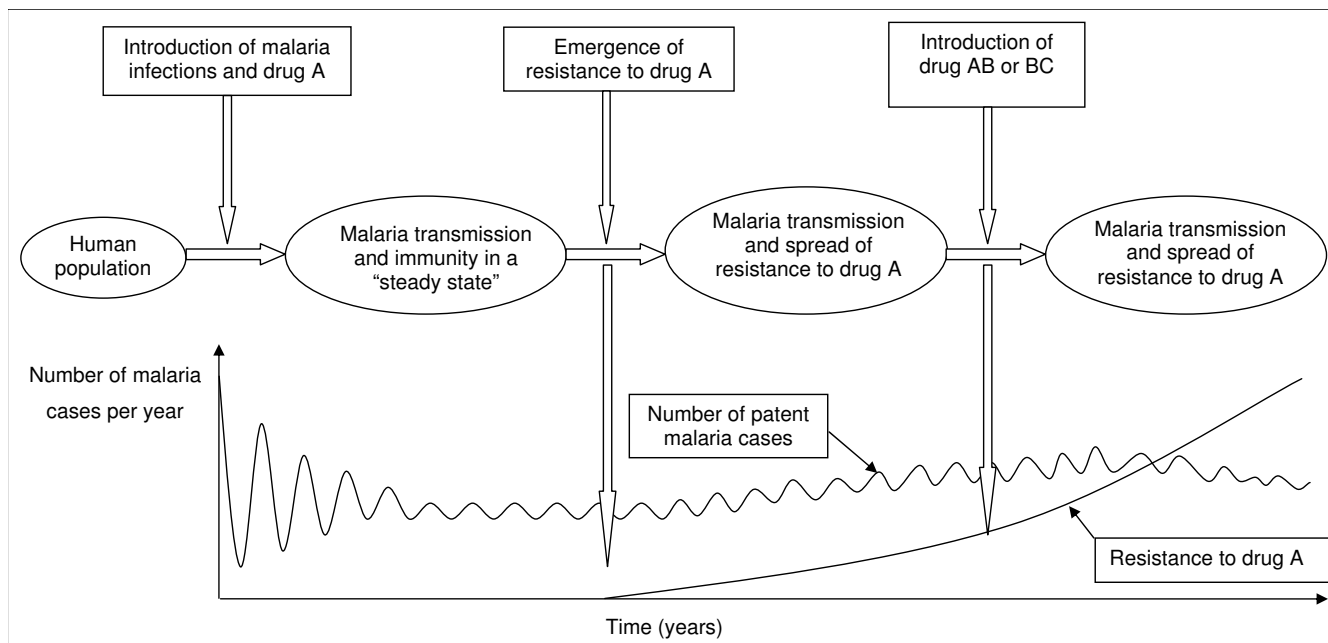 Introduction of malaria
infections and drug A
Emergence of
resistance to drug A
Introduction of
drug AB or BC
Human
population
Malaria transmission
and immunity in a
“steady state”
Malaria transmission
and spread of
resistance to drug A
Malaria transmission
and spread of
resistance to drug A
Number of malaria
cases per year
Number of patent
malaria cases
Resistance to drug A
Time (years)